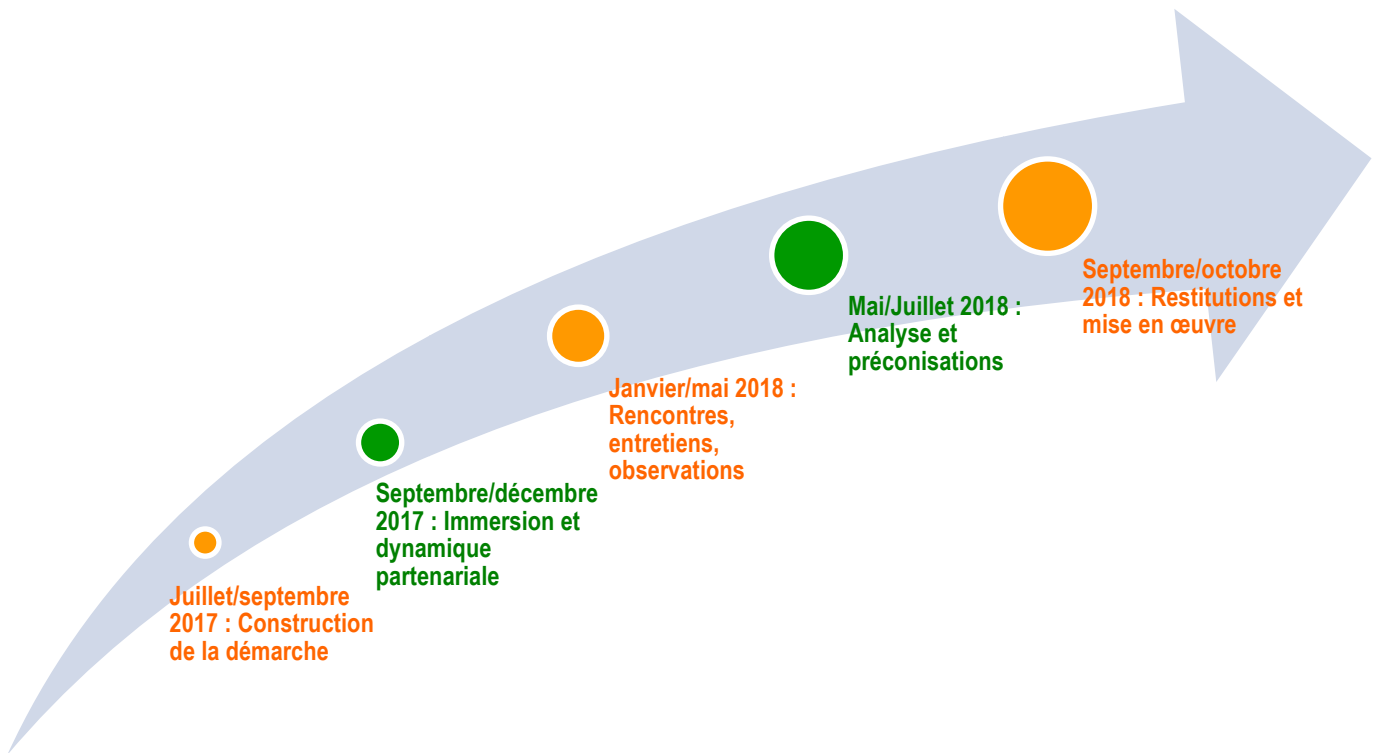 Juillet/septembre
2017 : Construction
de la démarche
Septembre/décembre
2017 : Immersion et
dynamique
partenariale
Janvier/mai 2018 :
Rencontres,
entretiens,
observations
Mai/Juillet 2018 :
Analyse et
préconisations
Septembre/octobre
2018 : Restitutions et
mise en œuvre